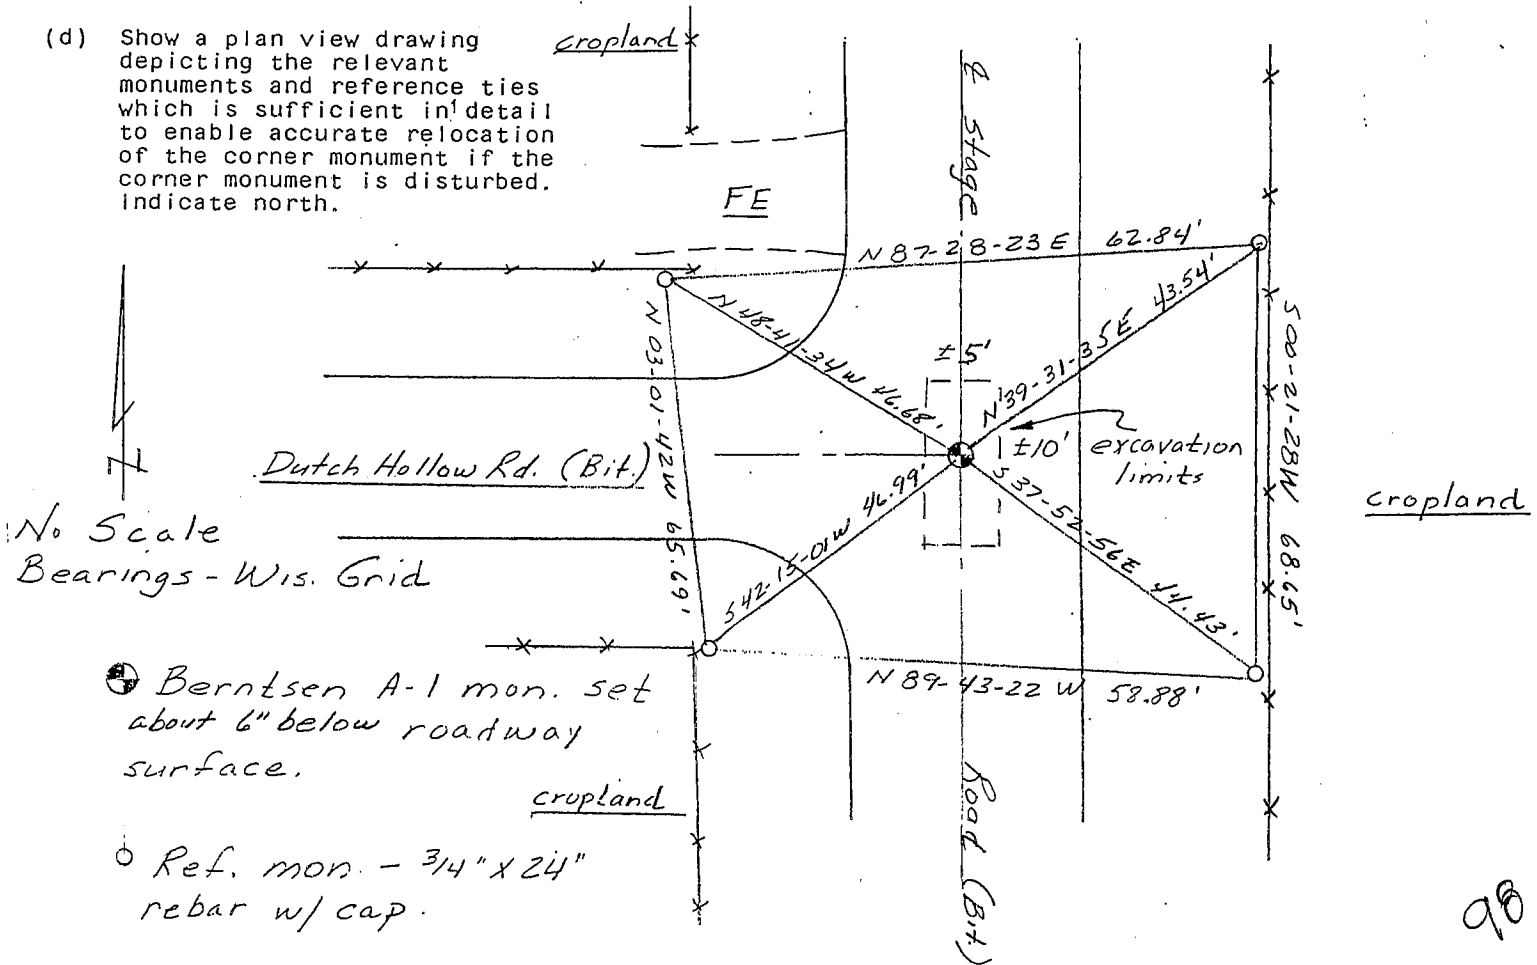 (d) Show a plan view drawing
depicting the relevant
monuments and reference ties
which is sufficient in detail
to enable accurate relocation
of the corner monument if the
corner monument is disturbed.
Indicate north.
cropland
℄ Stage
FE
N 87-28-23 E 62.84'
N 48-41-34 W 46.68'
N 39-31-35 E 43.54'
±5'
±10'
excavation
limits
N 03-01-42 W 65.69'
S 00-21-28 W 68.65'
Dutch Hollow Rd. (Bit.)
S 42-15-01 W 46.99'
S 37-52-56 E 44.43'
cropland
N
No Scale
Bearings - Wis. Grid
N 89-43-22 W 58.88'
Berntsen A-1 mon. set
about 6" below roadway
surface.
Road (Bit.)
cropland
Ref. mon. - 3/4" X 24"
rebar w/ cap.
98